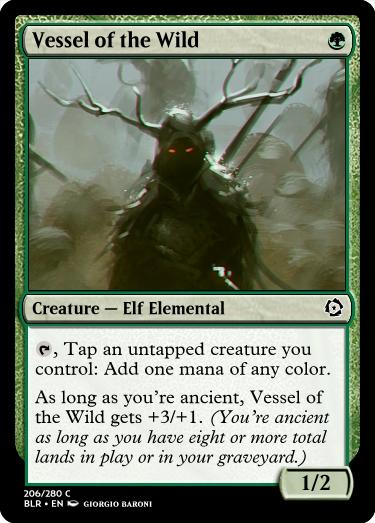 Vessel of the Wild
Creature — Elf Elemental
, Tap an untapped creature you
control: Add one mana of any color.
As long as you're ancient, Vessel of
the Wild gets +3/+1. (You're ancient
as long as you have eight or more total
lands in play or in your graveyard.)
1/2
206/280 C
BLR • EN GIORGIO BARONI